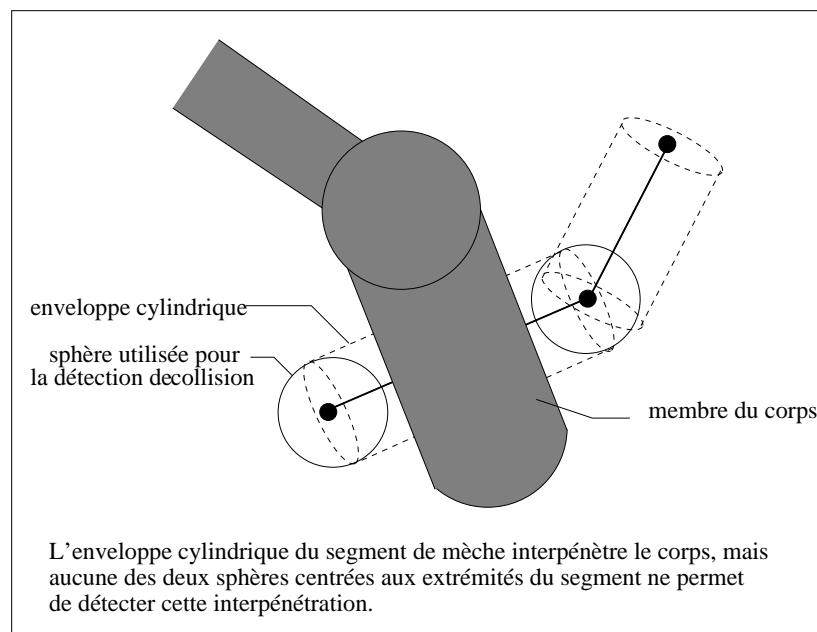 enveloppe cylindrique
sphère utilisée pour
la détection decollision
membre du corps
L'enveloppe cylindrique du segment de mèche interpénètre le corps, mais
aucune des deux sphères centrées aux extrémités du segment ne permet
de détecter cette interpénétration.